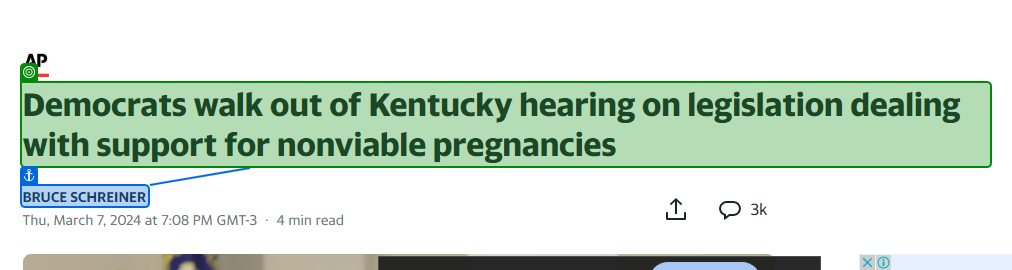 AP
Democrats walk out of Kentucky hearing on legislation dealing
with support for nonviable pregnancies
BRUCE SCHREINER
Thu, March 7, 2024 at 7:08 PM GMT-3 · 4 min read
3k